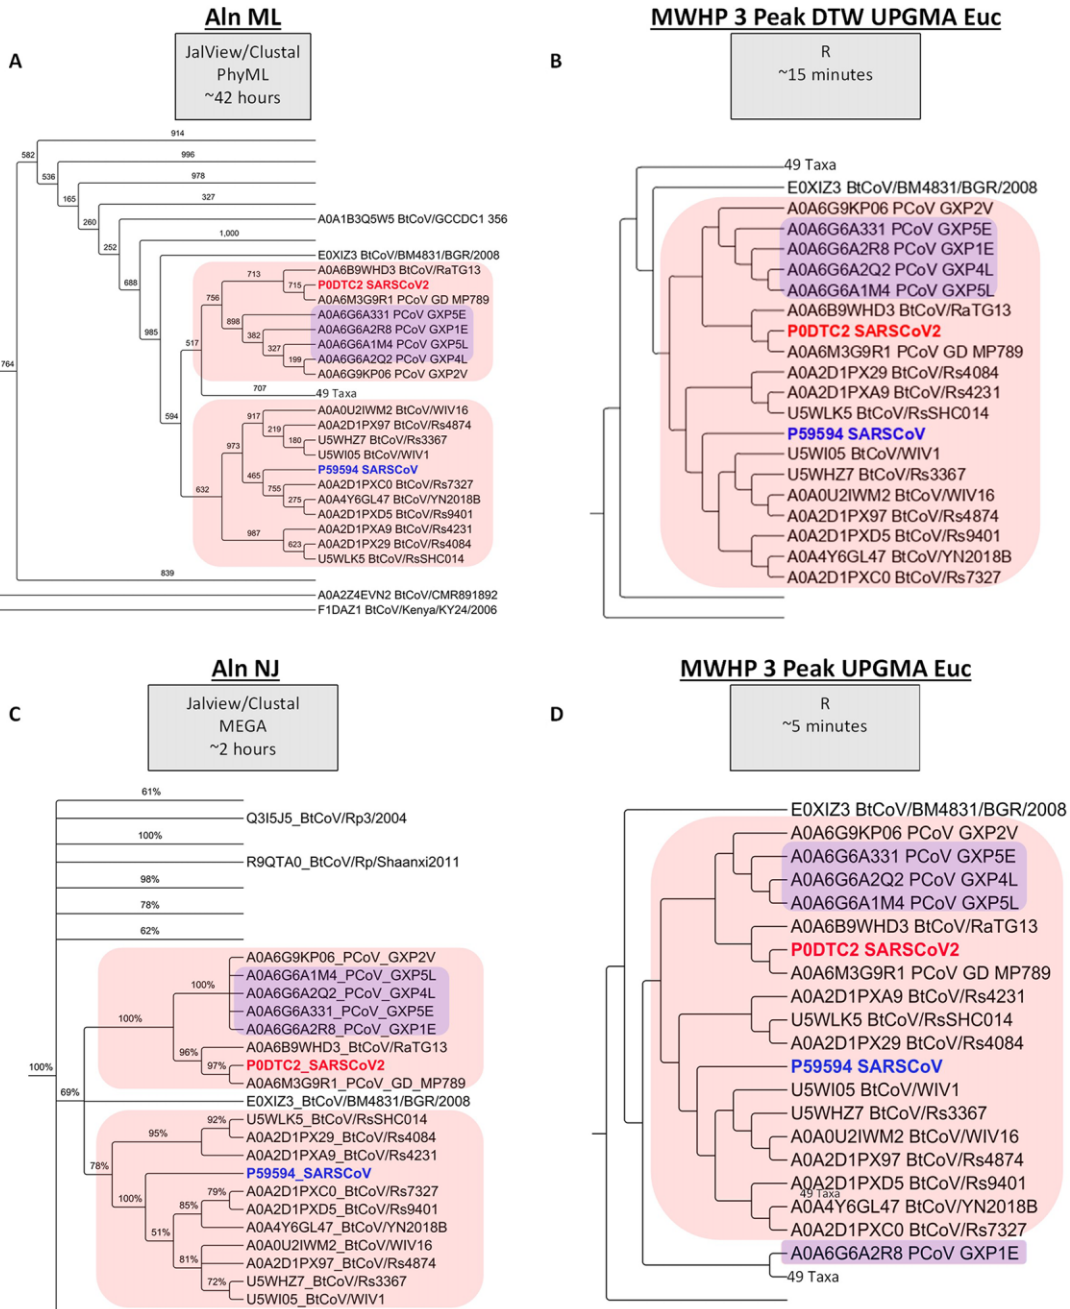 Aln ML
A
JalView/Clustal
PhyML
~42 hours
914
582
996
536
978
165
327
260
A0A1B3Q5W5 BtCoV/GCCDC1 356
252
1,000
688
E0XIZ3 BtCoV/BM4831/BGR/2008
985
713
A0A6B9WHD3 BtCoV/RaTG13
715
P0DTC2 SARSCoV2
756
A0A6M3G9R1 PCoV GD MP789
898
A0A6G6A331 PCoV GXP5E
382
A0A6G6A2R8 PCoV GXP1E
517
327
A0A6G6A1M4 PCoV GXP5L
199
A0A6G6A2Q2 PCoV GXP4L
764
A0A6G9KP06 PCoV GXP2V
707
49 Taxa
594
917
A0A0U2IWM2 BtCoV/WIV16
219
A0A2D1PX97 BtCoV/Rs4874
973
180
U5WHZ7 BtCoV/Rs3367
U5WI05 BtCoV/WIV1
465
P59594 SARSCoV
632
755
A0A2D1PXC0 BtCoV/Rs7327
275
A0A4Y6GL47 BtCoV/YN2018B
A0A2D1PXD5 BtCoV/Rs9401
987
A0A2D1PXA9 BtCoV/Rs4231
623
A0A2D1PX29 BtCoV/Rs4084
U5WLK5 BtCoV/RsSHC014
839
A0A2Z4EVN2 BtCoV/CMR891892
F1DAZ1 BtCoV/Kenya/KY24/2006
MWHP 3 Peak DTW UPGMA Euc
B
R
~15 minutes
49 Taxa
E0XIZ3 BtCoV/BM4831/BGR/2008
A0A6G9KP06 PCoV GXP2V
A0A6G6A331 PCoV GXP5E
A0A6G6A2R8 PCoV GXP1E
A0A6G6A2Q2 PCoV GXP4L
A0A6G6A1M4 PCoV GXP5L
A0A6B9WHD3 BtCoV/RaTG13
P0DTC2 SARSCoV2
A0A6M3G9R1 PCoV GD MP789
A0A2D1PX29 BtCoV/Rs4084
A0A2D1PXA9 BtCoV/Rs4231
U5WLK5 BtCoV/RsSHC014
P59594 SARSCoV
U5WI05 BtCoV/WIV1
U5WHZ7 BtCoV/Rs3367
A0A0U2IWM2 BtCoV/WIV16
A0A2D1PX97 BtCoV/Rs4874
A0A2D1PXD5 BtCoV/Rs9401
A0A4Y6GL47 BtCoV/YN2018B
A0A2D1PXC0 BtCoV/Rs7327
Aln NJ
C
Jalview/Clustal
MEGA
~2 hours
61%
Q3I5J5_BtCoV/Rp3/2004
100%
R9QTA0_BtCoV/Rp/Shaanxi2011
98%
78%
62%
A0A6G9KP06_PCoV_GXP2V
A0A6G6A1M4_PCoV_GXP5L
100%
A0A6G6A2Q2_PCoV_GXP4L
A0A6G6A331_PCoV_GXP5E
100%
A0A6G6A2R8_PCoV_GXP1E
A0A6B9WHD3_BtCoV/RaTG13
96%
97%
P0DTC2_SARSCoV2
100%
A0A6M3G9R1_PCoV_GD_MP789
69%
E0XIZ3_BtCoV/BM4831/BGR/2008
92%
U5WLK5_BtCoV/RsSHC014
95%
A0A2D1PX29_BtCoV/Rs4084
A0A2D1PXA9_BtCoV/Rs4231
78%
P59594_SARSCoV
79%
A0A2D1PXC0_BtCoV/Rs7327
100%
85%
A0A2D1PXD5_BtCoV/Rs9401
A0A4Y6GL47_BtCoV/YN2018B
51%
A0A0U2IWM2_BtCoV/WIV16
81%
A0A2D1PX97_BtCoV/Rs4874
72%
U5WHZ7_BtCoV/Rs3367
U5WI05_BtCoV/WIV1
MWHP 3 Peak UPGMA Euc
D
R
~5 minutes
E0XIZ3 BtCoV/BM4831/BGR/2008
A0A6G9KP06 PCoV GXP2V
A0A6G6A331 PCoV GXP5E
A0A6G6A2Q2 PCoV GXP4L
A0A6G6A1M4 PCoV GXP5L
A0A6B9WHD3 BtCoV/RaTG13
P0DTC2 SARSCoV2
A0A6M3G9R1 PCoV GD MP789
A0A2D1PXA9 BtCoV/Rs4231
U5WLK5 BtCoV/RsSHC014
A0A2D1PX29 BtCoV/Rs4084
P59594 SARSCoV
U5WI05 BtCoV/WIV1
U5WHZ7 BtCoV/Rs3367
A0A0U2IWM2 BtCoV/WIV16
A0A2D1PX97 BtCoV/Rs4874
A0A2D1PXD5 BtCoV/Rs9401
49 Taxa
A0A4Y6GL47 BtCoV/YN2018B
A0A2D1PXC0 BtCoV/Rs7327
A0A6G6A2R8 PCoV GXP1E
49 Taxa